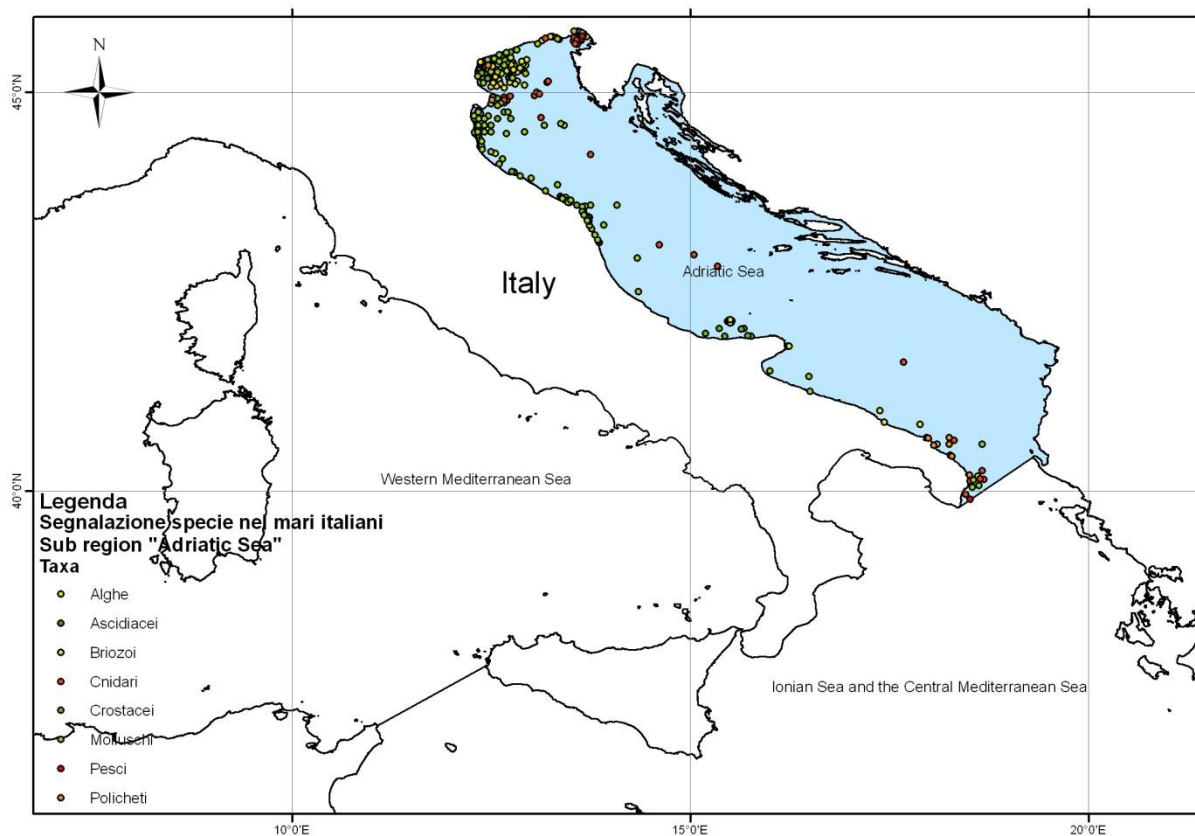 N
45°0'N
Italy
Adriatic Sea
Western Mediterranean Sea
40°0'N
Legenda
Segnalazione specie nei mari italiani
Sub region "Adriatic Sea"
Taxa
Alghe
Ascidiacei
Briozoi
Cnidari
Crostacei
Molluschi
Pesci
Policheti
Ionian Sea and the Central Mediterranean Sea
10°0'E
15°0'E
20°0'E